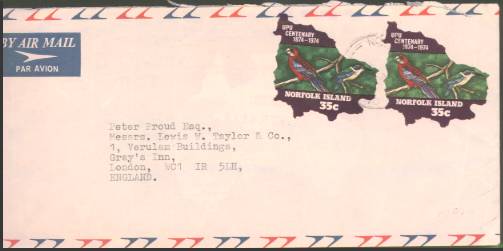 BY AIR MAIL
PAR AVION
UPU
CENTENARY
1874-1974
NORFOLK ISLAND
35c
UPU
CENTENARY
1874-1974
NORFOLK ISLAND
35c
Peter Proud Esq.,
Messrs. Lewis W. Taylor & Co.,
1, Verulam Buildings,
Gray's Inn,
London, WC1 IR 5LH,
ENGLAND.